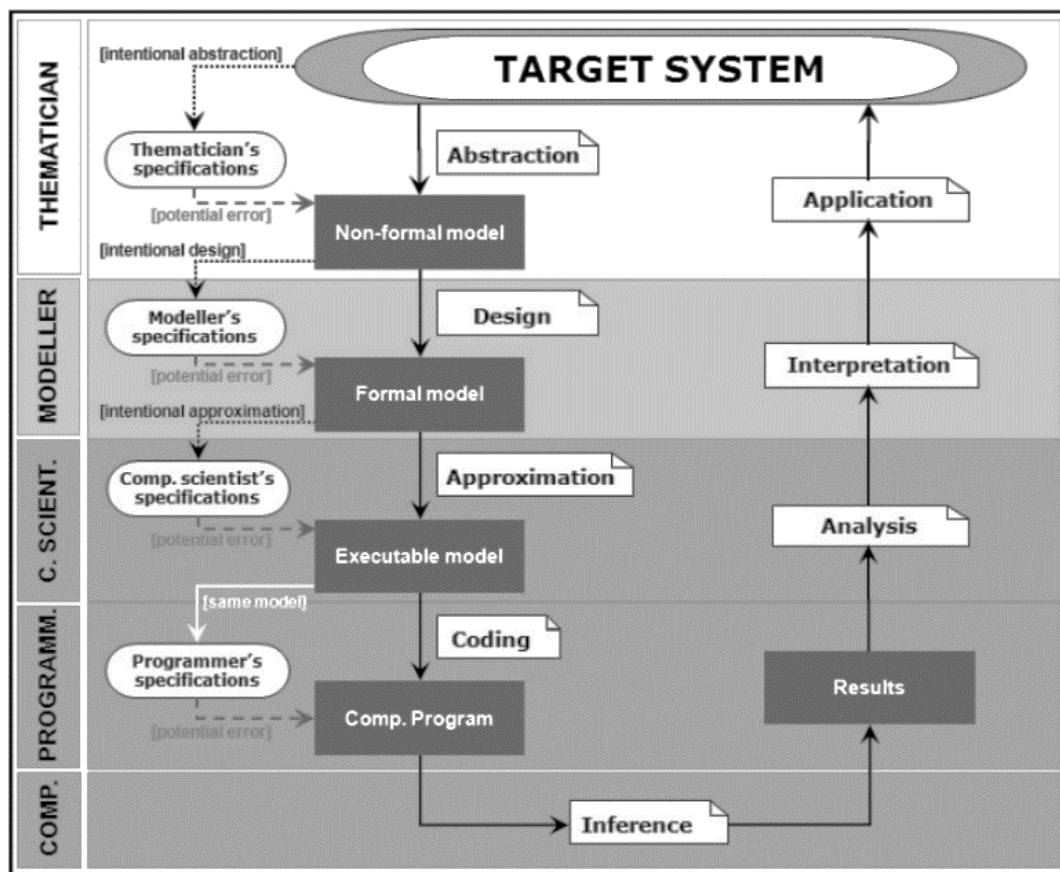 THEMATICIAN
[intentional abstraction]
TARGET SYSTEM
Thematician's
specifications
Abstraction
[potential error]
Non-formal model
Application
[intentional design]
MODELLER
Modeller's
specifications
Design
[potential error]
Formal model
Interpretation
[intentional approximation]
C. SCIENT.
Comp. scientist's
specifications
Approximation
[potential error]
Executable model
Analysis
[same model]
PROGRAMM.
Programmer's
specifications
Coding
[potential error]
Comp. Program
Results
COMP.
Inference